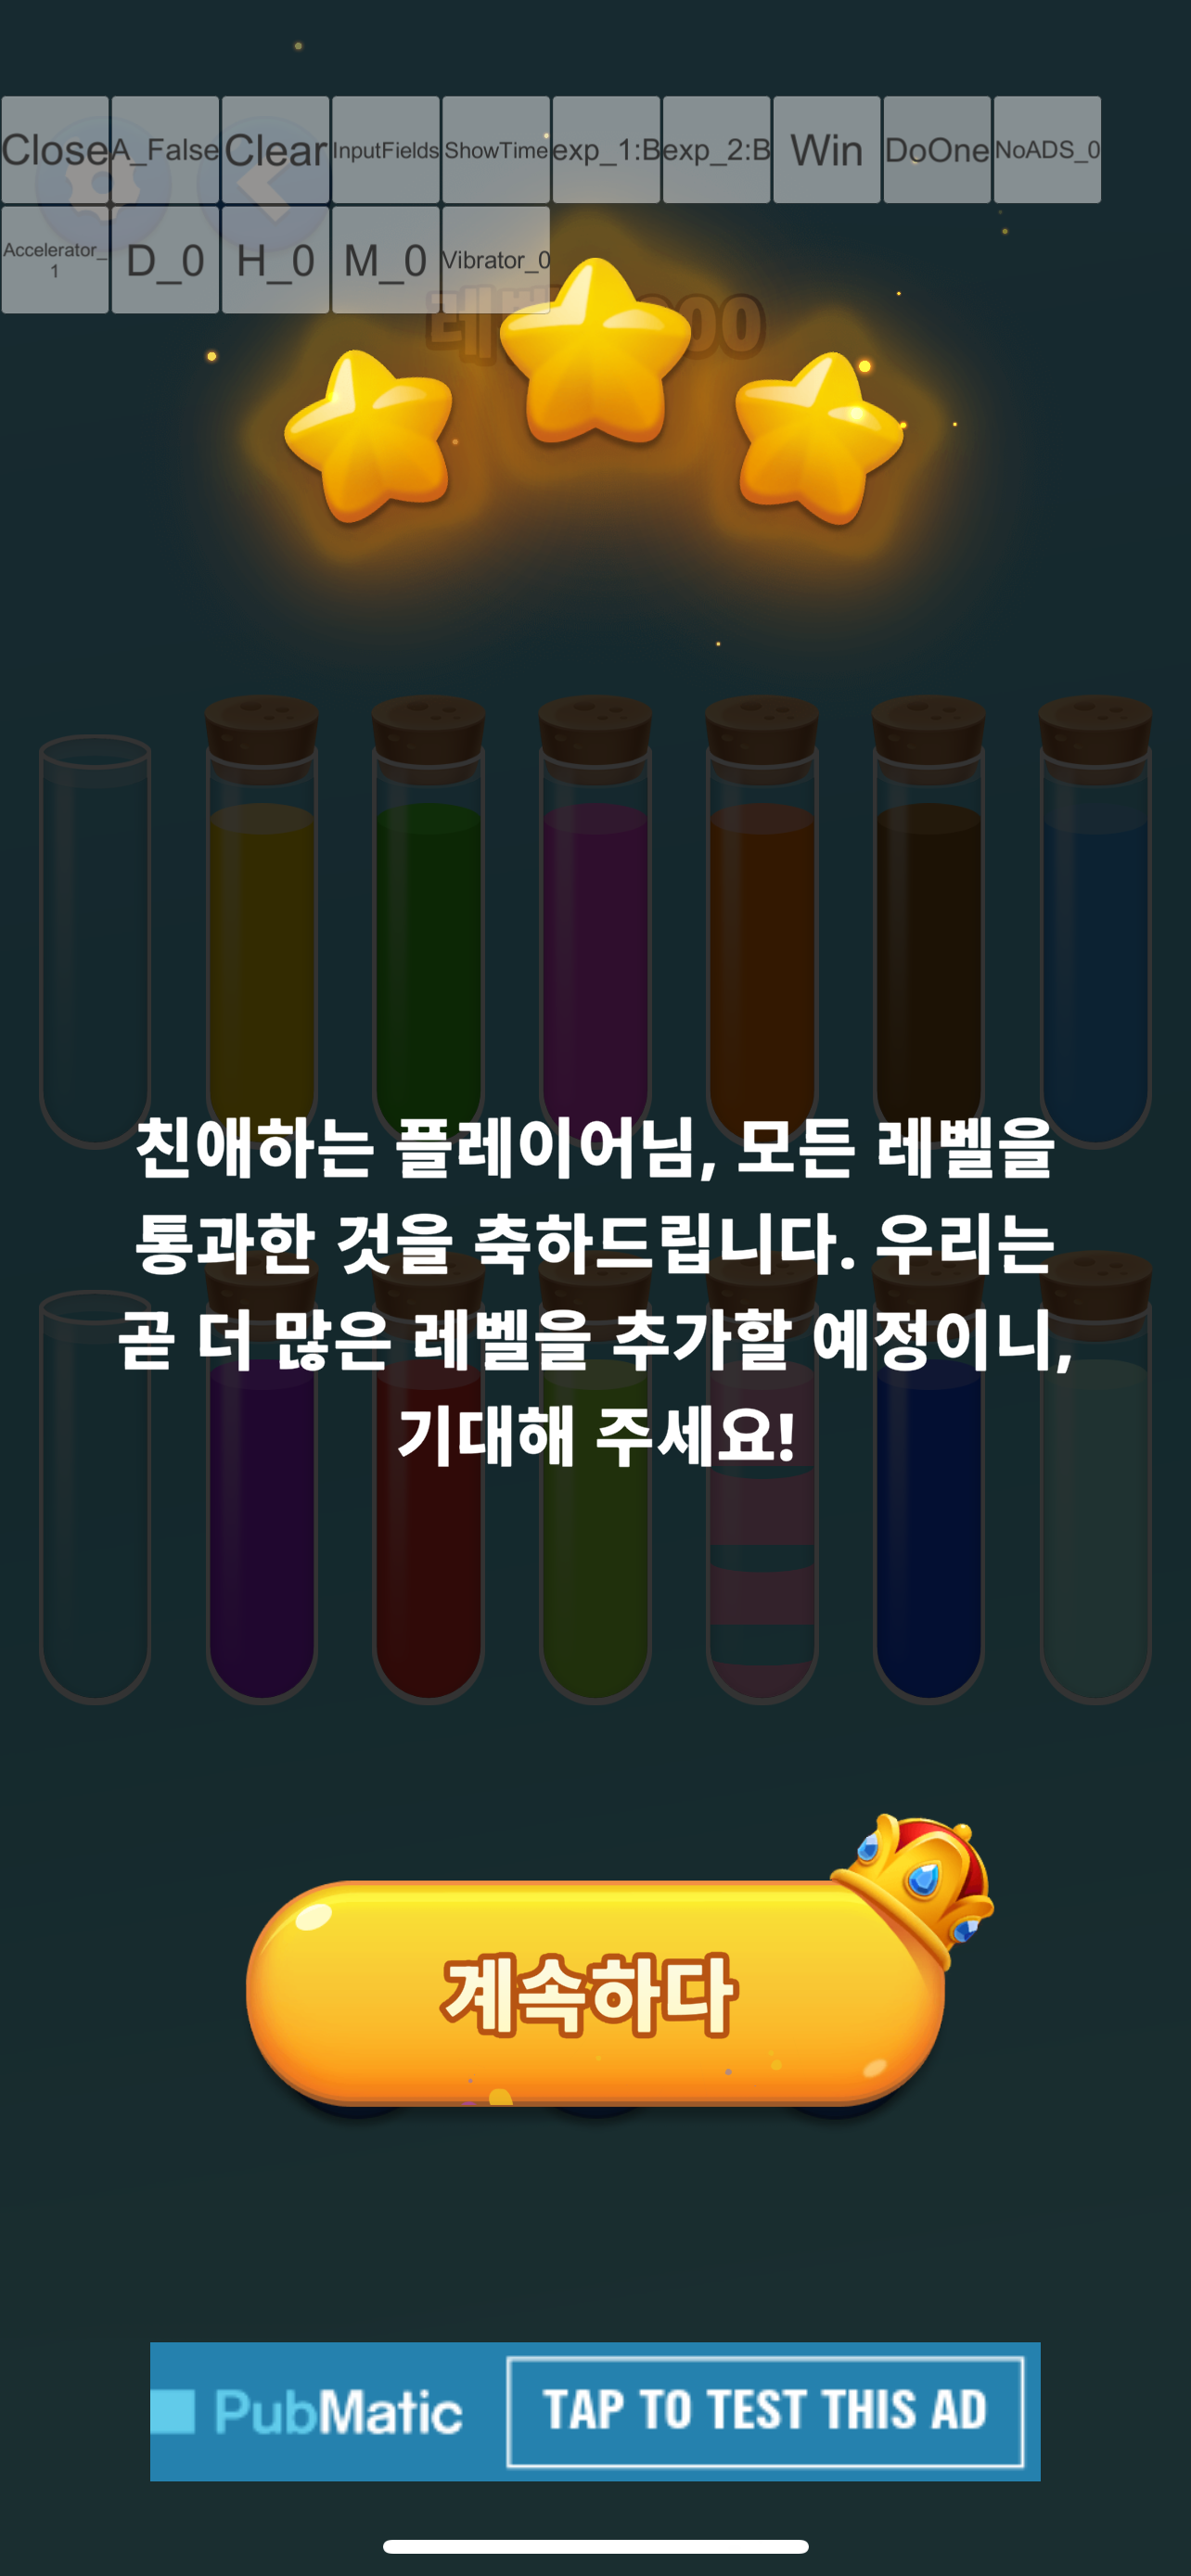 Close A_False Clear InputFields ShowTime exp_1:B exp_2:B Win DoOne NoADS_0
Accelerator_
1
D_0 H_0 M_0 Vibrator_0
친애하는 플레이어님, 모든 레벨을
통과한 것을 축하드립니다. 우리는
곧 더 많은 레벨을 추가할 예정이니,
기대해 주세요!
계속하다
PubMatic TAP TO TEST THIS AD